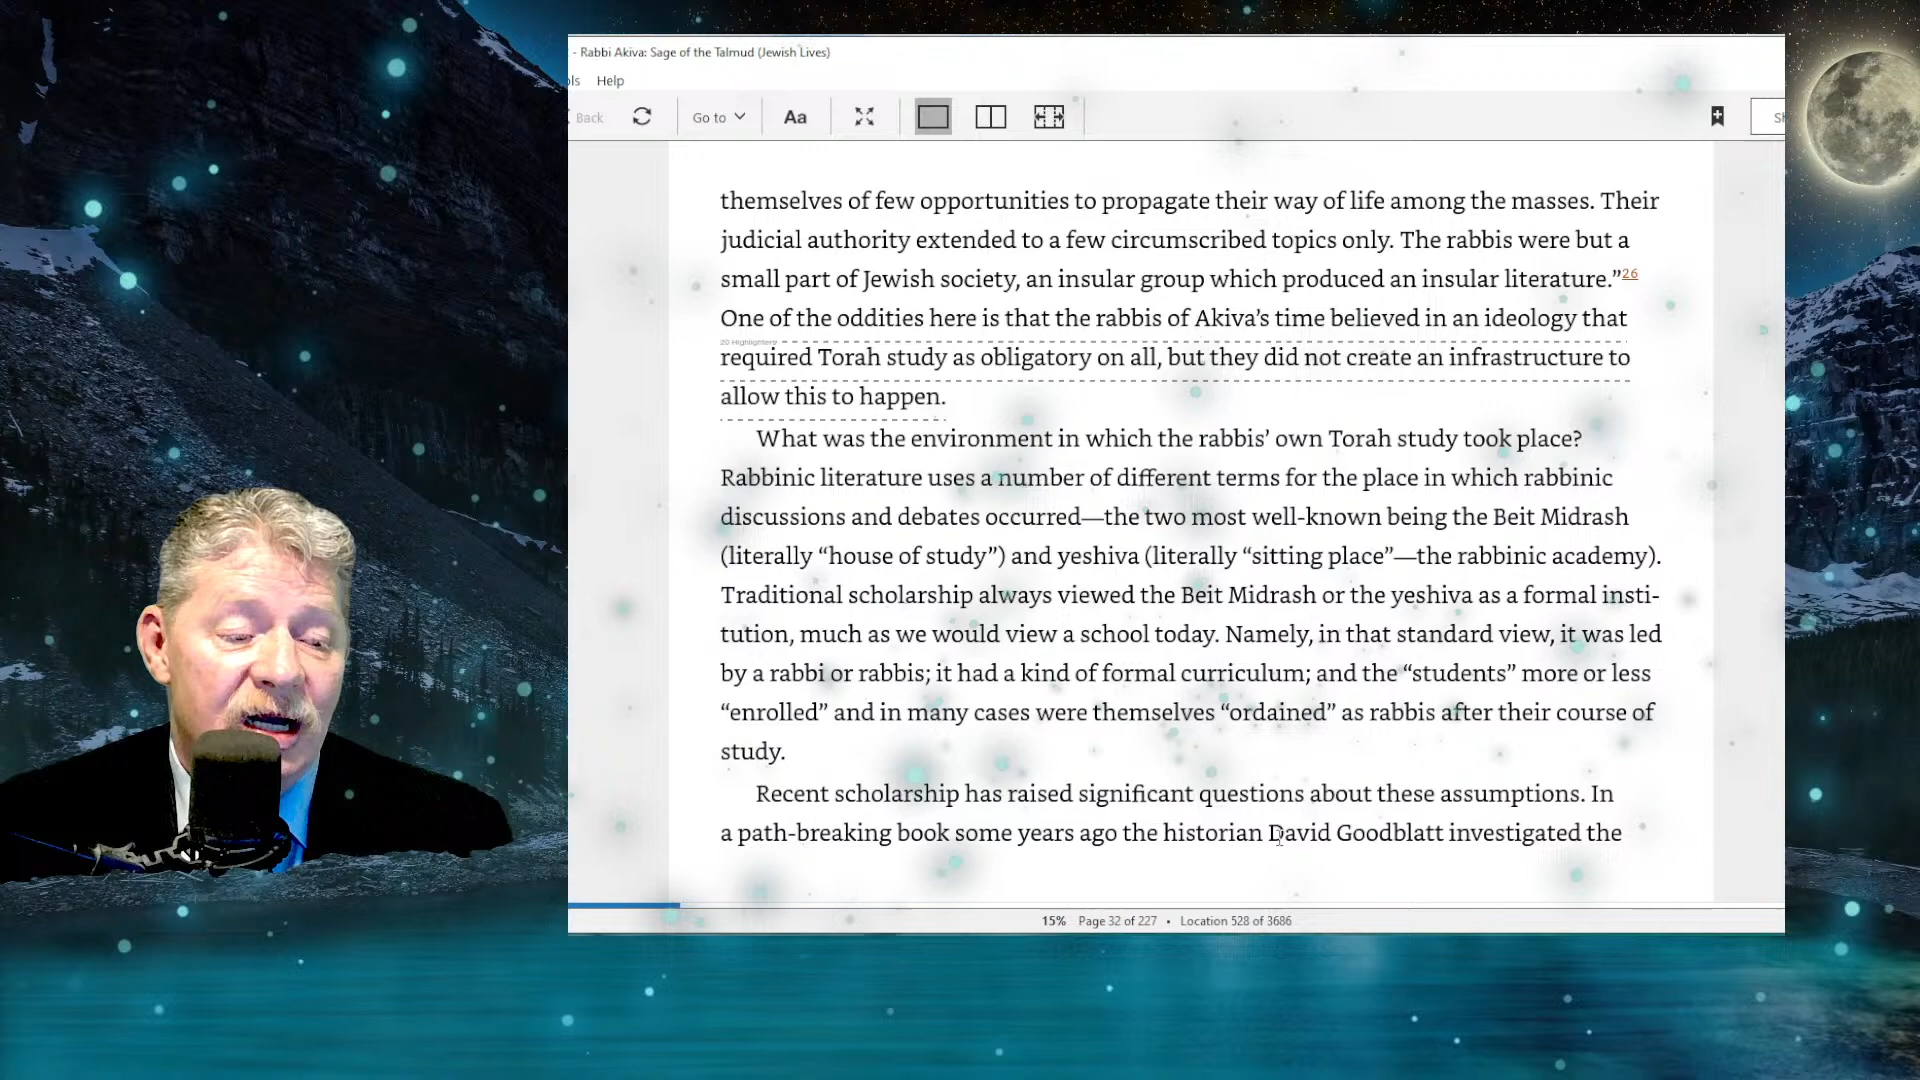 - Rabbi Akiva: Sage of the Talmud (Jewish Lives)
ols Help
Back Go to Aa
themselves of few opportunities to propagate their way of life among the masses. Their
judicial authority extended to a few circumscribed topics only. The rabbis were but a
small part of Jewish society, an insular group which produced an insular literature.”26
One of the oddities here is that the rabbis of Akiva’s time believed in an ideology that
20 Highlighters
required Torah study as obligatory on all, but they did not create an infrastructure to
allow this to happen.
What was the environment in which the rabbis’ own Torah study took place?
Rabbinic literature uses a number of different terms for the place in which rabbinic
discussions and debates occurred—the two most well-known being the Beit Midrash
(literally “house of study”) and yeshiva (literally “sitting place”—the rabbinic academy).
Traditional scholarship always viewed the Beit Midrash or the yeshiva as a formal insti-
tution, much as we would view a school today. Namely, in that standard view, it was led
by a rabbi or rabbis; it had a kind of formal curriculum; and the “students” more or less
“enrolled” and in many cases were themselves “ordained” as rabbis after their course of
study.
Recent scholarship has raised significant questions about these assumptions. In
a path-breaking book some years ago the historian David Goodblatt investigated the
15% Page 32 of 227 • Location 528 of 3686